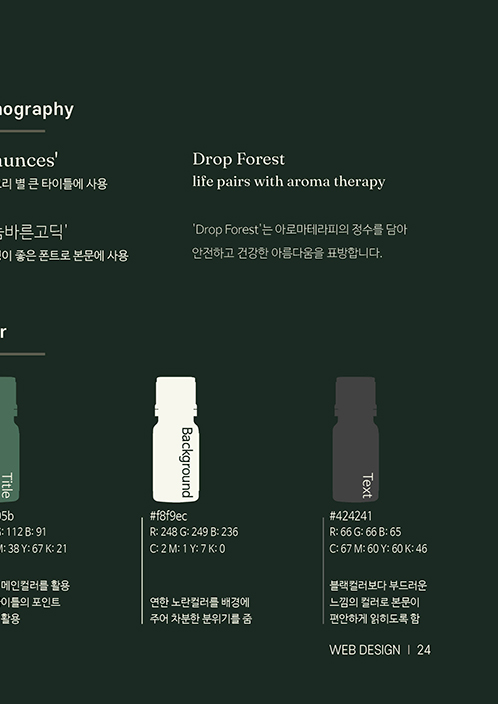 nography
nunces'
리 별 큰 타이틀에 사용
바른고딕'
이 좋은 폰트로 본문에 사용
Drop Forest
life pairs with aroma therapy
'Drop Forest'는 아로마테라피의 정수를 담아
안전하고 건강한 아름다움을 표방합니다.
r
Title
05b
G: 112 B: 91
M: 38 Y: 67 K: 21
메인컬러를 활용
이틀의 포인트
활용
Background
#f8f9ec
R: 248 G: 249 B: 236
C: 2 M: 1 Y: 7 K: 0
연한 노란컬러를 배경에
주어 차분한 분위기를 줌
Text
#424241
R: 66 G: 66 B: 65
C: 67 M: 60 Y: 60 K: 46
블랙컬러보다 부드러운
느낌의 컬러로 본문이
편안하게 읽히도록 함
WEB DESIGN | 24